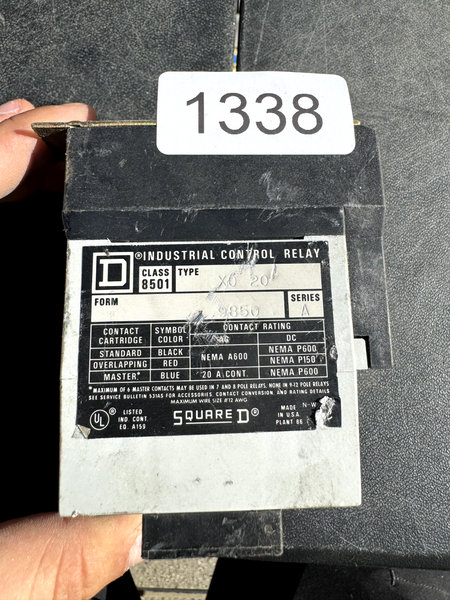 1338
D ® INDUSTRIAL CONTROL RELAY
CLASS 8501 TYPE XO 20
FORM 9850 SERIES A
CONTACT CARTRIDGE SYMBOL COLOR CONTACT RATING
AC DC
STANDARD BLACK NEMA A600 NEMA P600
OVERLAPPING RED NEMA P150
MASTER* BLUE 20 A.CONT. NEMA P600
*MAXIMUM OF 6 MASTER CONTACTS MAY BE USED IN 7 AND 8 POLE RELAYS, NONE IN 9-12 POLE RELAYS
SEE SERVICE BULLETIN 531AS FOR ACCESSORIES, CONTACT CONVERSION, AND RATING DETAILS
MAXIMUM WIRE SIZE #12 AWG
UL ® LISTED
IND. CONT.
EQ. A159
SQUARE D ®
MADE N-W
IN U.S.A.
PLANT 86